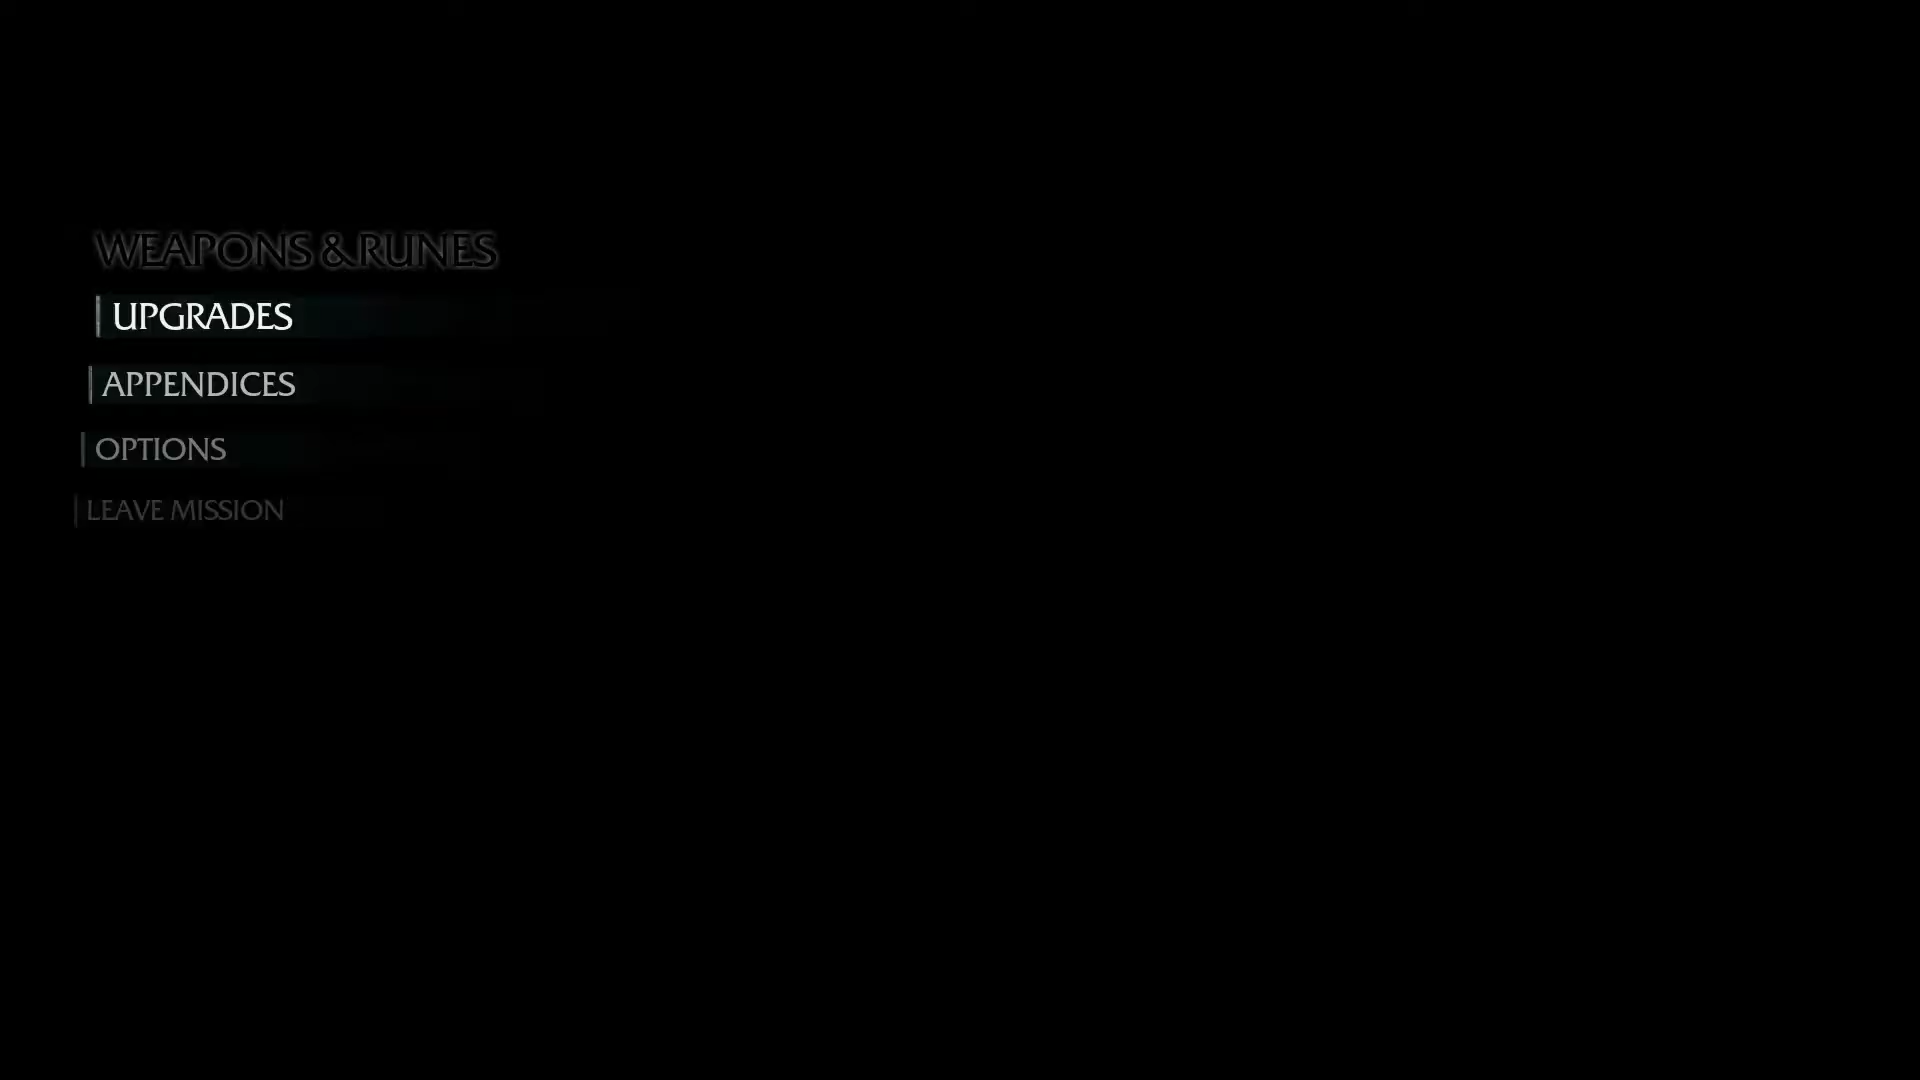 WEAPONS & RUNES
UPGRADES
APPENDICES
OPTIONS
LEAVE MISSION